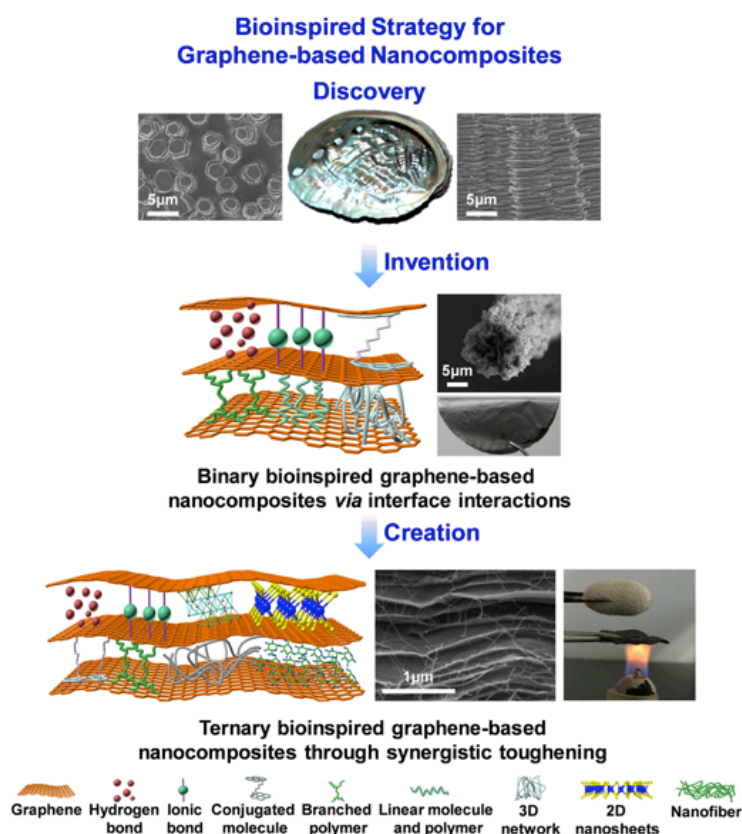 Bioinspired Strategy for
Graphene-based Nanocomposites
Discovery
5μm
5μm
Invention
5μm
Binary bioinspired graphene-based
nanocomposites via interface interactions
Creation
1μm
Ternary bioinspired graphene-based
nanocomposites through synergistic toughening
Graphene Hydrogen bond Ionic bond Conjugated molecule Branched polymer Linear molecule and polymer 3D network 2D nanosheets Nanofiber